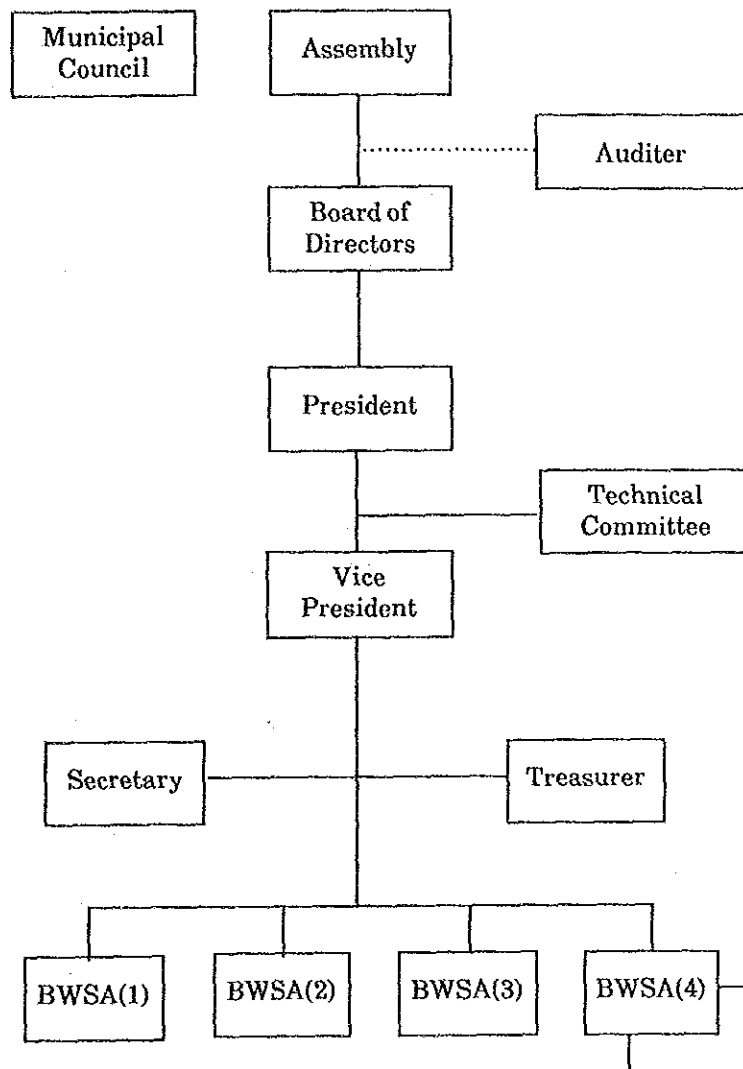 Municipal
Council
Assembly
Auditer
Board of
Directors
President
Technical
Committee
Vice
President
Secretary
Treasurer
BWSA(1)
BWSA(2)
BWSA(3)
BWSA(4)